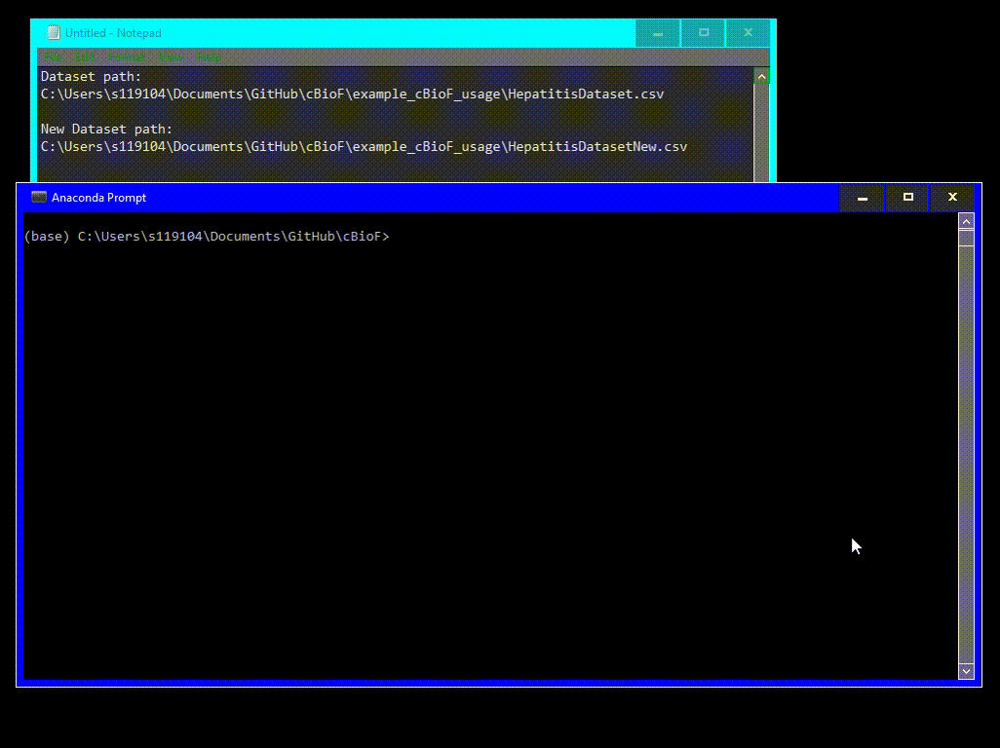 Untitled - Notepad
File Edit Format View Help
Dataset path:
C:\Users\s119104\Documents\GitHub\cBioF\example_cBioF_usage\HepatitisDataset.csv
New Dataset path:
C:\Users\s119104\Documents\GitHub\cBioF\example_cBioF_usage\HepatitisDatasetNew.csv
Anaconda Prompt
(base) C:\Users\s119104\Documents\GitHub\cBioF>